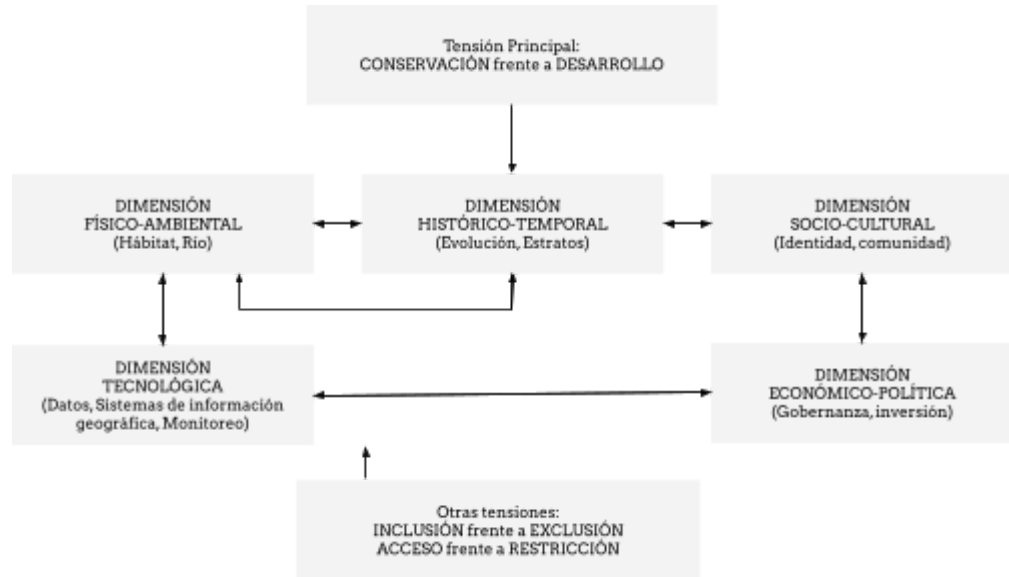 Tensión Principal:
CONSERVACIÓN frente a DESARROLLO
DIMENSIÓN
FÍSICO-AMBIENTAL
(Hábitat, Río)
DIMENSIÓN
HISTÓRICO-TEMPORAL
(Evolución, Estratos)
DIMENSIÓN
SOCIO-CULTURAL
(Identidad, comunidad)
DIMENSIÓN
TECNOLÓGICA
(Datos, Sistemas de información
geográfica, Monitoreo)
DIMENSIÓN
ECONÓMICO-POLÍTICA
(Gobernanza, inversión)
Otras tensiones:
INCLUSIÓN frente a EXCLUSIÓN
ACCESO frente a RESTRICCIÓN